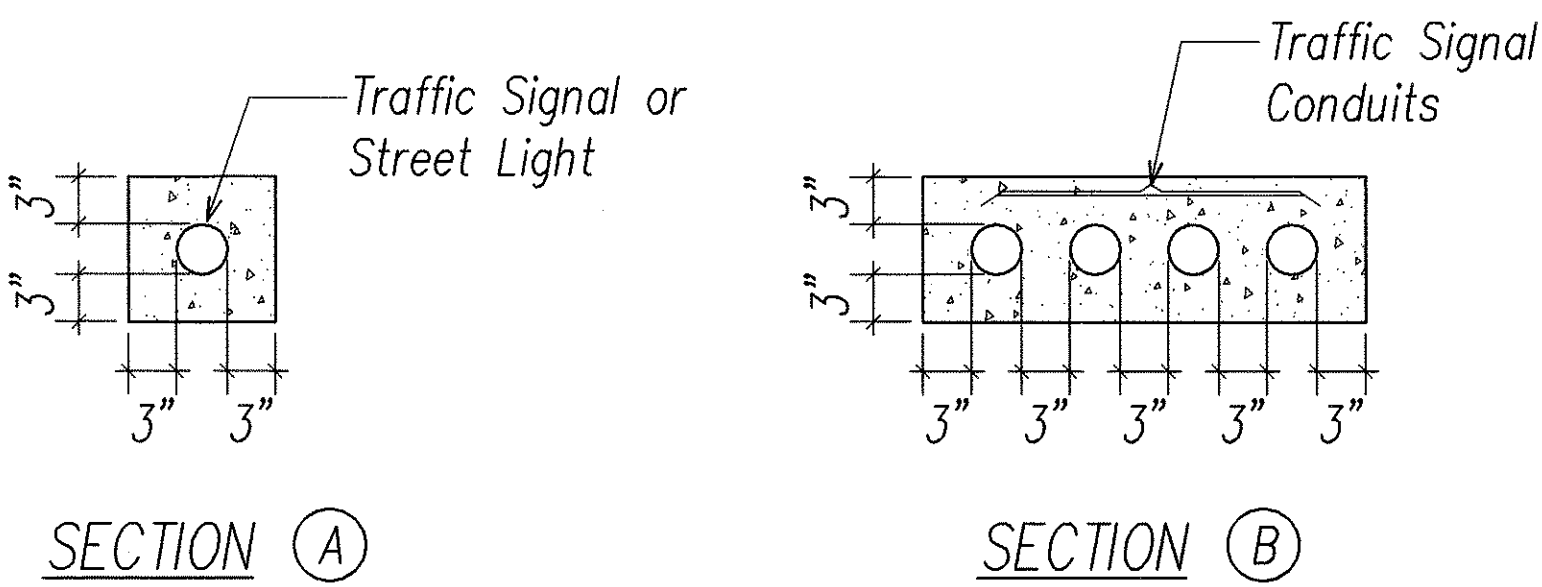 Traffic Signal or
Street Light
3"
3"
3" 3"
SECTION A
Traffic Signal
Conduits
3"
3"
3" 3" 3" 3" 3"
SECTION B